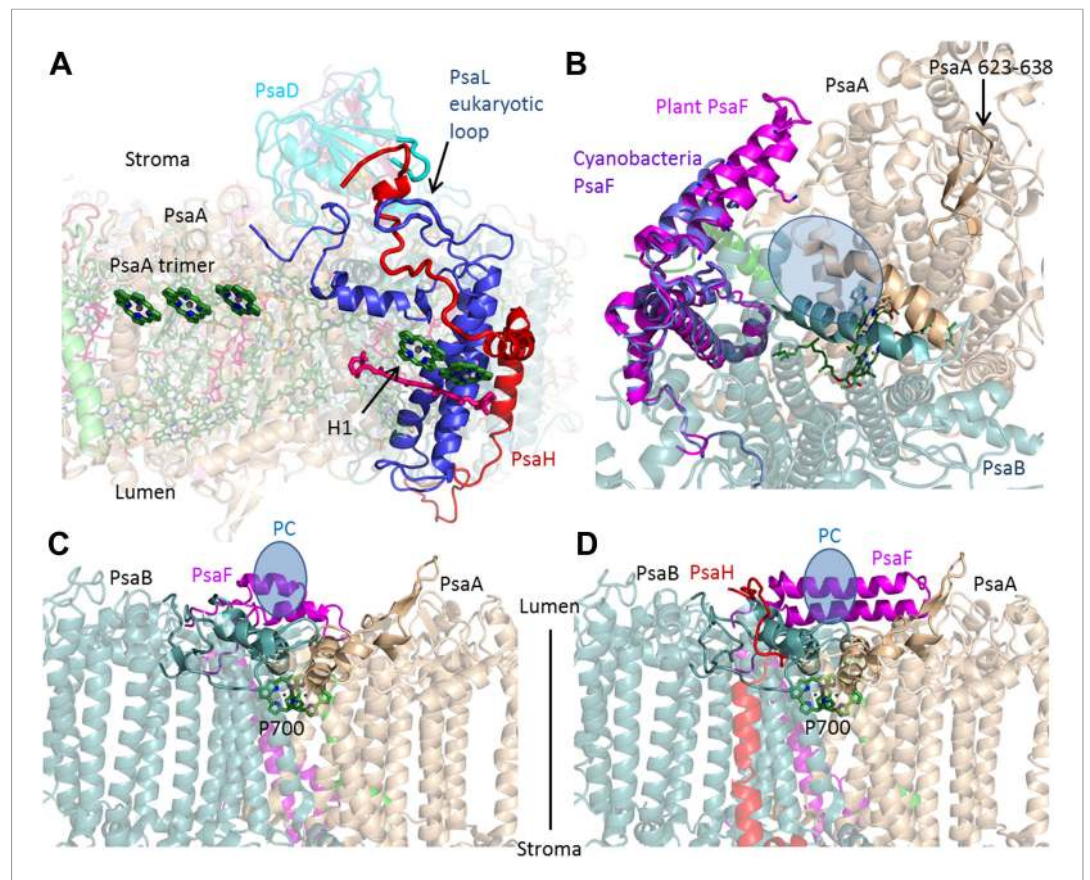 A
PsaD
PsaL
eukaryotic
loop
Stroma
PsaA
PsaA trimer
H1
PsaH
Lumen
B
PsaA 623-638
PsaA
Plant PsaF
Cyanobacteria
PsaF
PsaB
C
PC
PsaB
PsaF
PsaA
P700
Lumen
Stroma
D
PC
PsaB
PsaH
PsaF
PsaA
P700